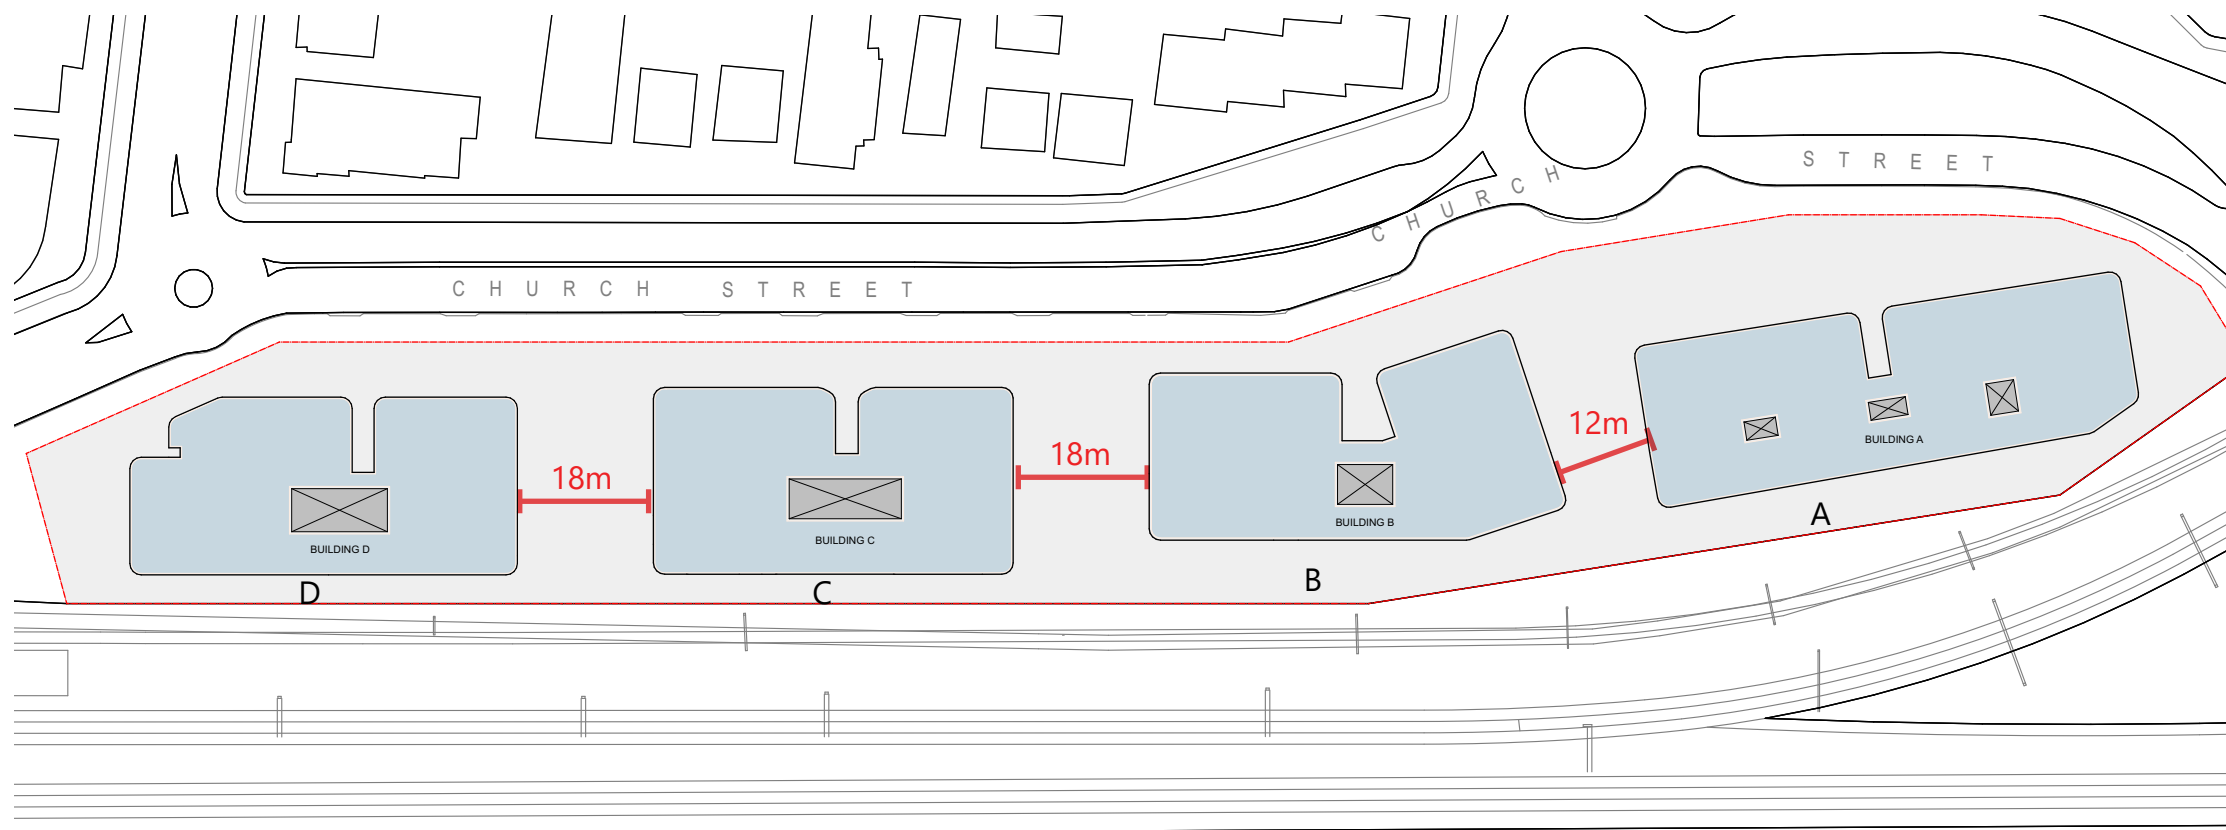 STREET
CHURCH
CHURCH STREET
12m
18m
18m
BUILDING A
BUILDING B
BUILDING C
BUILDING D
A
B
C
D